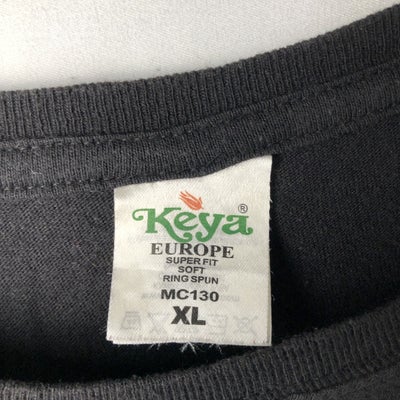 Keya
EUROPE
SUPER FIT
SOFT
RING SPUN
MC130
XL